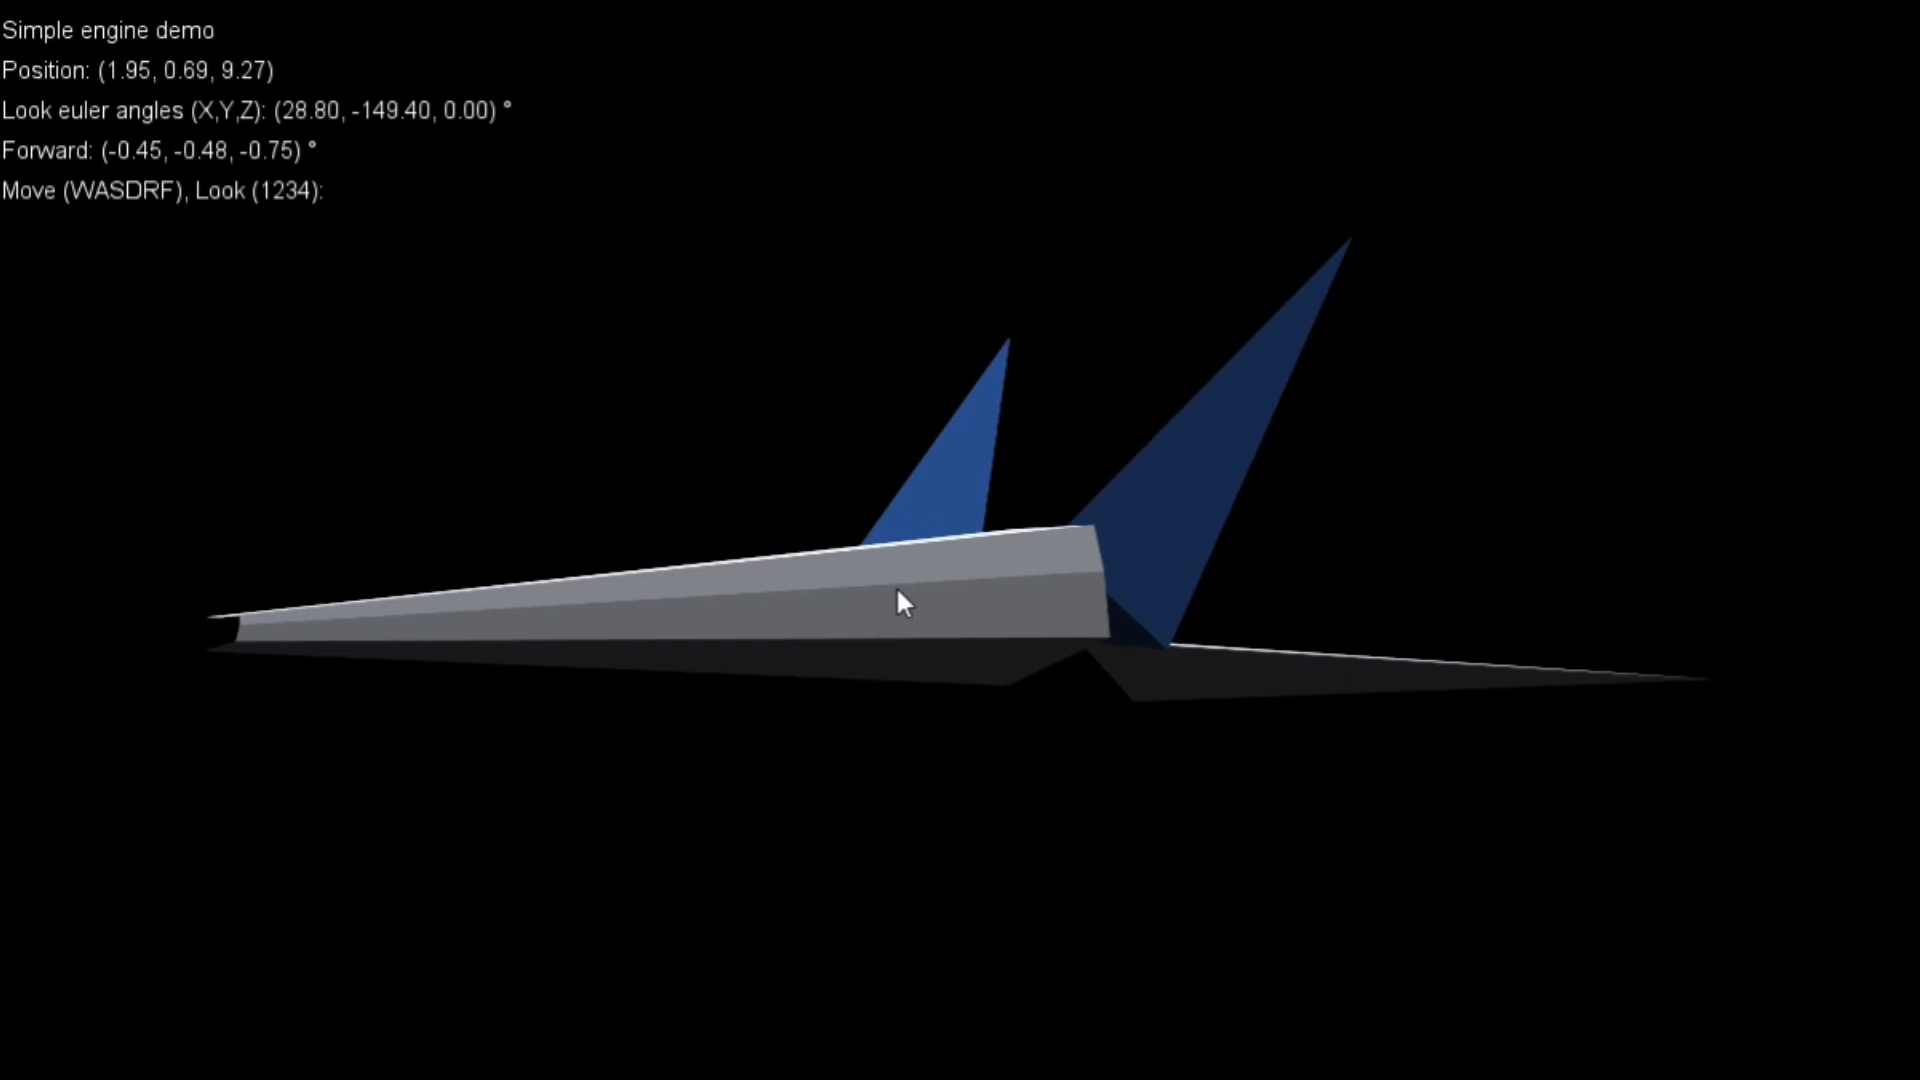 Simple engine demo
Position: (1.95, 0.69, 9.27)
Look euler angles (X,Y,Z): (28.80, -149.40, 0.00) °
Forward: (-0.45, -0.48, -0.75) °
Move (WASDRF), Look (1234):